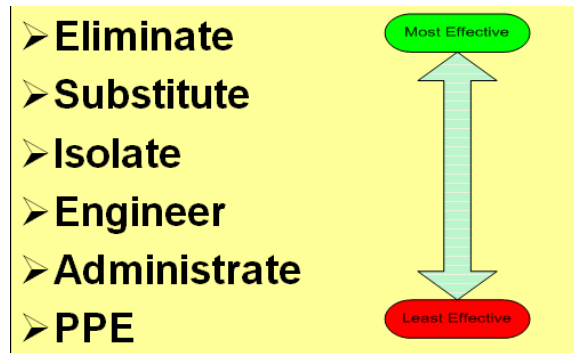 Eliminate
Most Effective
Substitute
Isolate
Engineer
Administrate
Least Effective
PPE